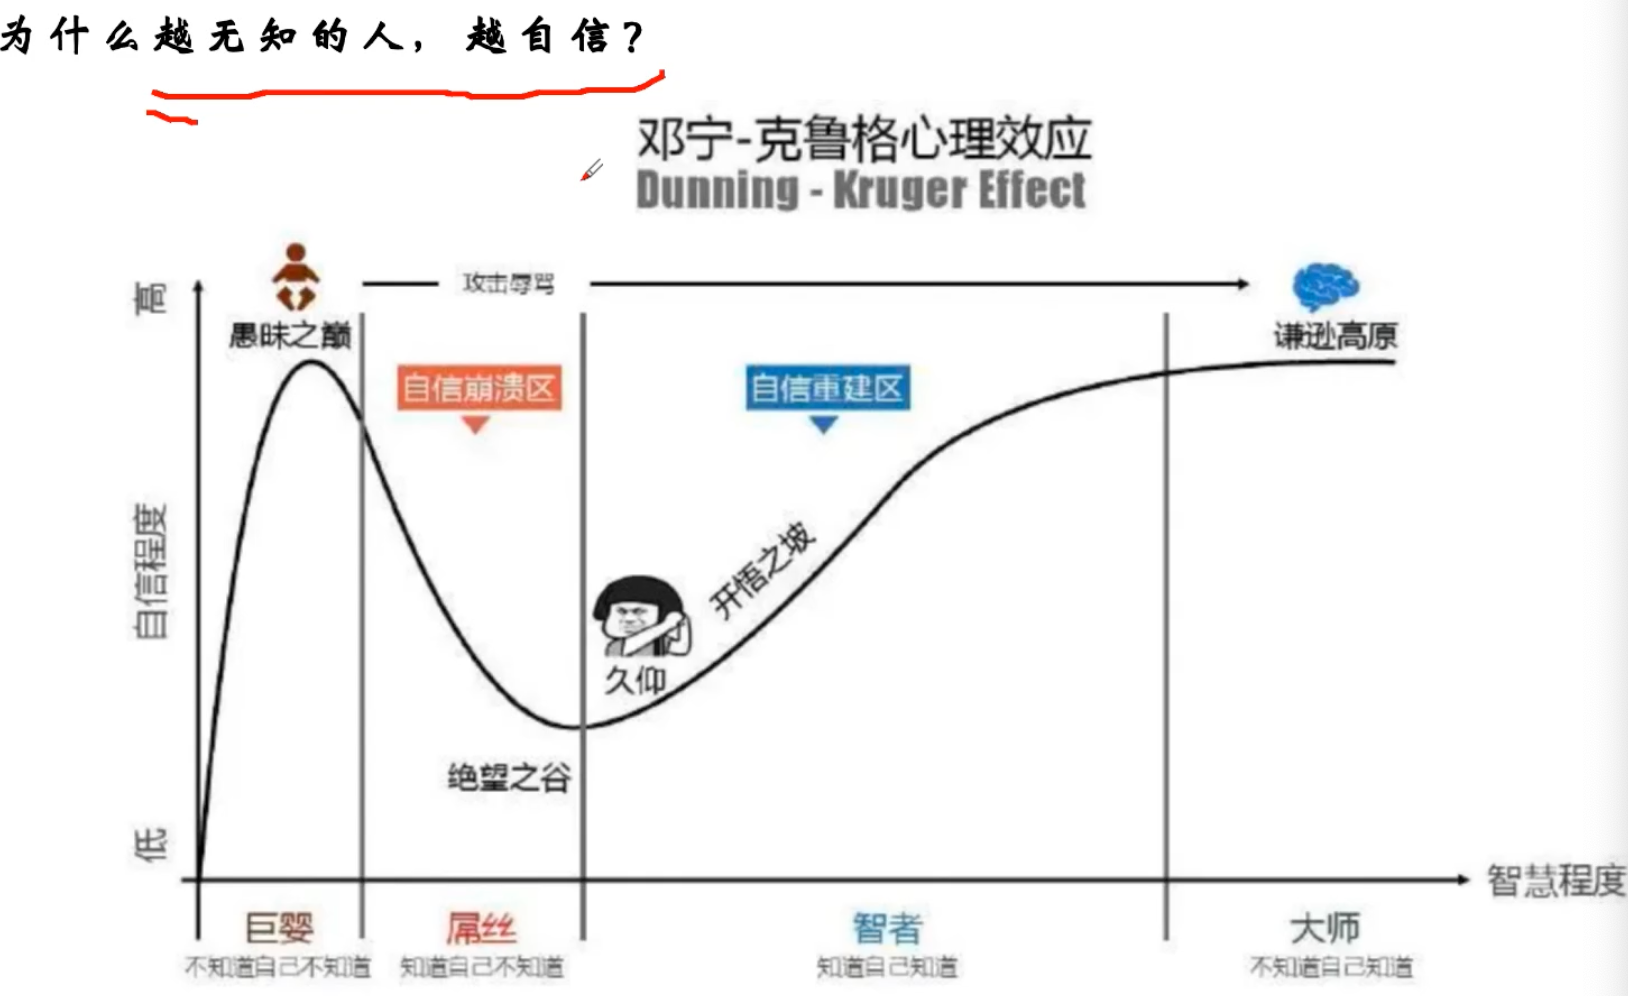 为什么越无知的人，越自信？
邓宁-克鲁格心理效应
Dunning - Kruger Effect
高
攻击辱骂
愚昧之巅
谦逊高原
自信崩溃区
自信重建区
自信程度
开悟之坡
久仰
绝望之谷
低
智慧程度
巨婴
屌丝
智者
大师
不知道自己不知道
知道自己不知道
知道自己知道
不知道自己知道